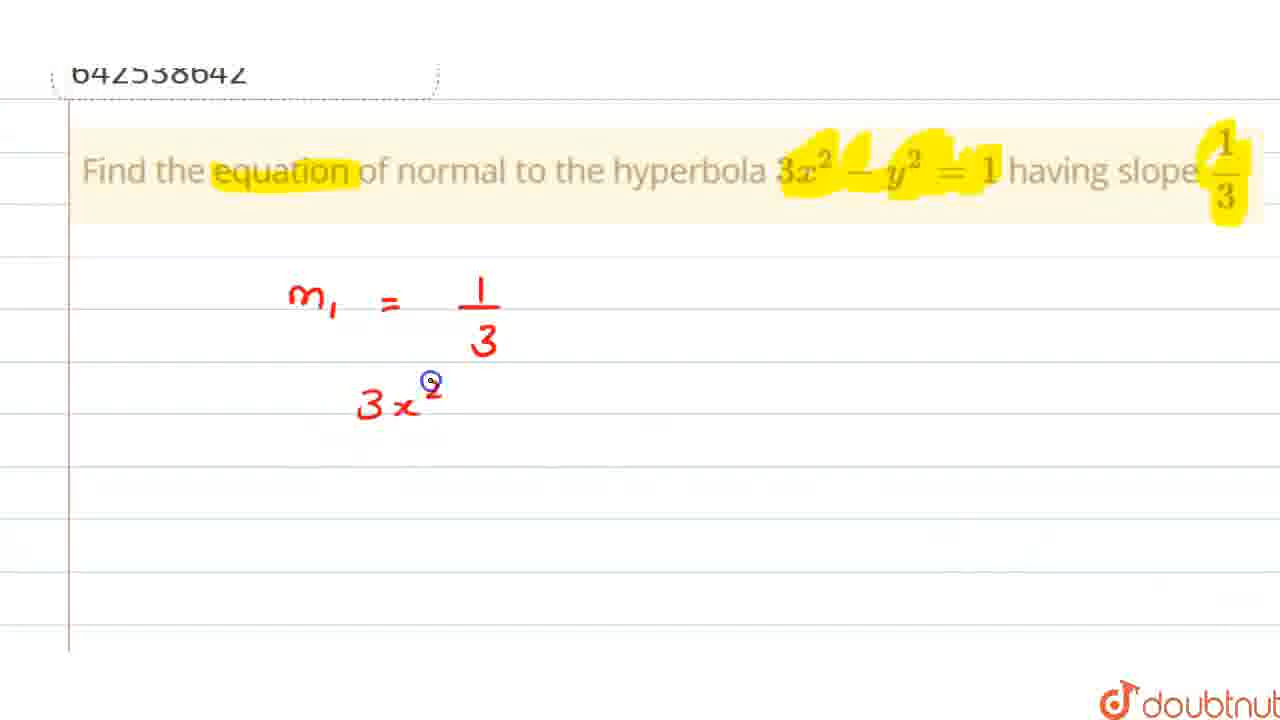 642538642
Find the equation of normal to the hyperbola 3x² − y² = 1 having slope 1/3
m₁ = 1/3
3x²
doubtnut